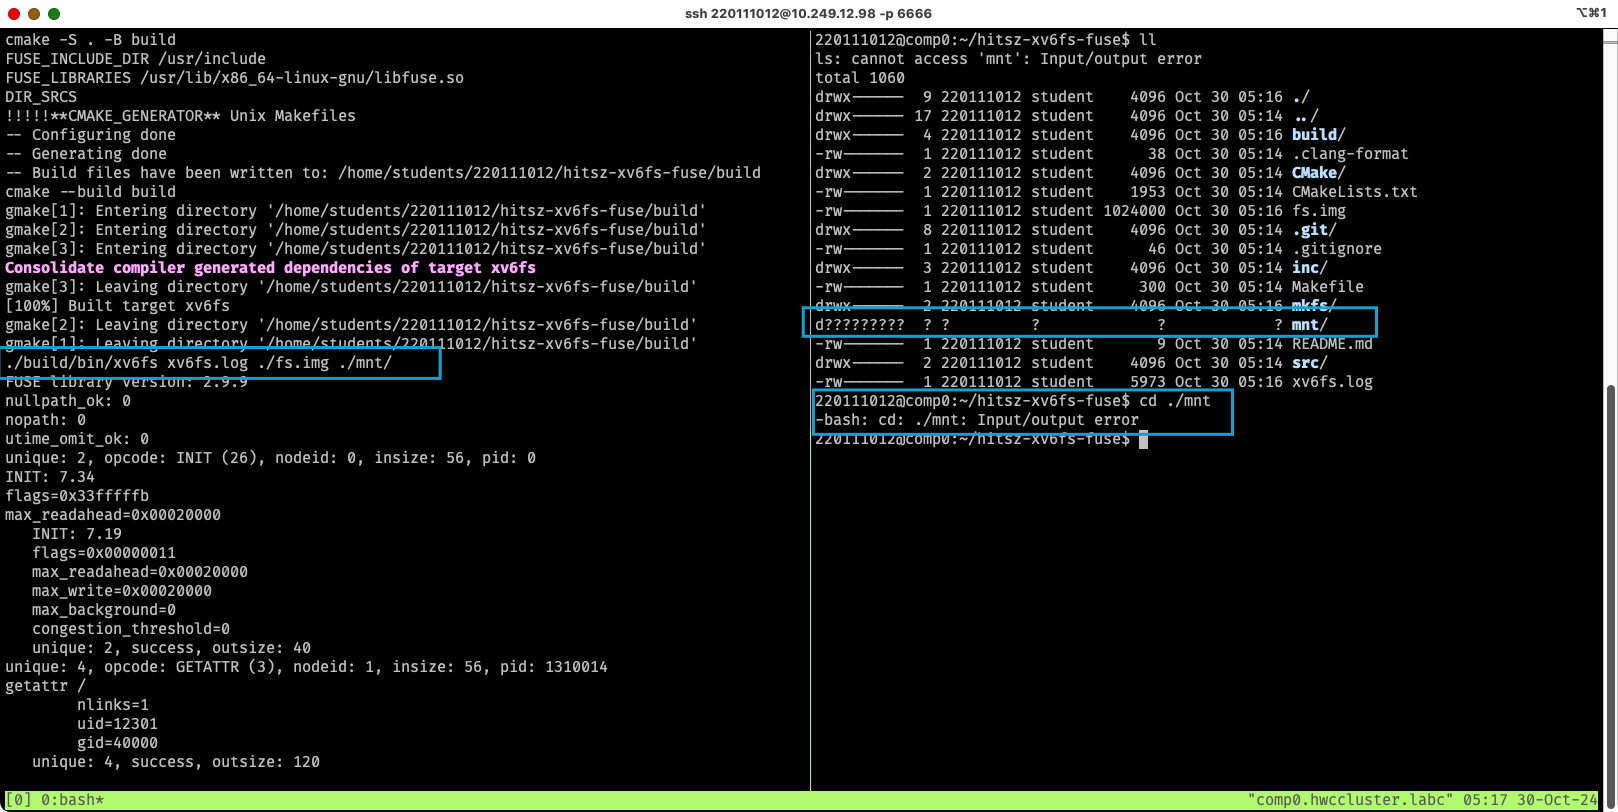 ssh 220111012@10.249.12.98 -p 6666
⌥⌘1
cmake -S . -B build
FUSE_INCLUDE_DIR /usr/include
FUSE_LIBRARIES /usr/lib/x86_64-linux-gnu/libfuse.so
DIR_SRCS
!!!!!**CMAKE_GENERATOR** Unix Makefiles
-- Configuring done
-- Generating done
-- Build files have been written to: /home/students/220111012/hitsz-xv6fs-fuse/build
cmake --build build
gmake[1]: Entering directory '/home/students/220111012/hitsz-xv6fs-fuse/build'
gmake[2]: Entering directory '/home/students/220111012/hitsz-xv6fs-fuse/build'
gmake[3]: Entering directory '/home/students/220111012/hitsz-xv6fs-fuse/build'
Consolidate compiler generated dependencies of target xv6fs
gmake[3]: Leaving directory '/home/students/220111012/hitsz-xv6fs-fuse/build'
[100%] Built target xv6fs
gmake[2]: Leaving directory '/home/students/220111012/hitsz-xv6fs-fuse/build'
gmake[1]: Leaving directory '/home/students/220111012/hitsz-xv6fs-fuse/build'
./build/bin/xv6fs xv6fs.log ./fs.img ./mnt/
FUSE library version: 2.9.9
nullpath_ok: 0
nopath: 0
utime_omit_ok: 0
unique: 2, opcode: INIT (26), nodeid: 0, insize: 56, pid: 0
INIT: 7.34
flags=0x33fffffb
max_readahead=0x00020000
INIT: 7.19
flags=0x00000011
max_readahead=0x00020000
max_write=0x00020000
max_background=0
congestion_threshold=0
unique: 2, success, outsize: 40
unique: 4, opcode: GETATTR (3), nodeid: 1, insize: 56, pid: 1310014
getattr /
nlinks=1
uid=12301
gid=40000
unique: 4, success, outsize: 120
220111012@comp0:~/hitsz-xv6fs-fuse$ ll
ls: cannot access 'mnt': Input/output error
total 1060
drwx------ 9 220111012 student 4096 Oct 30 05:16 ./
drwx------ 17 220111012 student 4096 Oct 30 05:14 ../
drwx------ 4 220111012 student 4096 Oct 30 05:16 build/
-rw------- 1 220111012 student 38 Oct 30 05:14 .clang-format
drwx------ 2 220111012 student 4096 Oct 30 05:14 CMake/
-rw------- 1 220111012 student 1953 Oct 30 05:14 CMakeLists.txt
-rw------- 1 220111012 student 1024000 Oct 30 05:16 fs.img
drwx------ 8 220111012 student 4096 Oct 30 05:14 .git/
-rw------- 1 220111012 student 46 Oct 30 05:14 .gitignore
drwx------ 3 220111012 student 4096 Oct 30 05:14 inc/
-rw------- 1 220111012 student 300 Oct 30 05:14 Makefile
drwx------ 2 220111012 student 4096 Oct 30 05:16 mkfs/
d????????? ? ? ? ? ? mnt/
-rw------- 1 220111012 student 9 Oct 30 05:14 README.md
drwx------ 2 220111012 student 4096 Oct 30 05:14 src/
-rw------- 1 220111012 student 5973 Oct 30 05:16 xv6fs.log
220111012@comp0:~/hitsz-xv6fs-fuse$ cd ./mnt
-bash: cd: ./mnt: Input/output error
220111012@comp0:~/hitsz-xv6fs-fuse$
[0] 0:bash*
"comp0.hwccluster.labc" 05:17 30-Oct-24